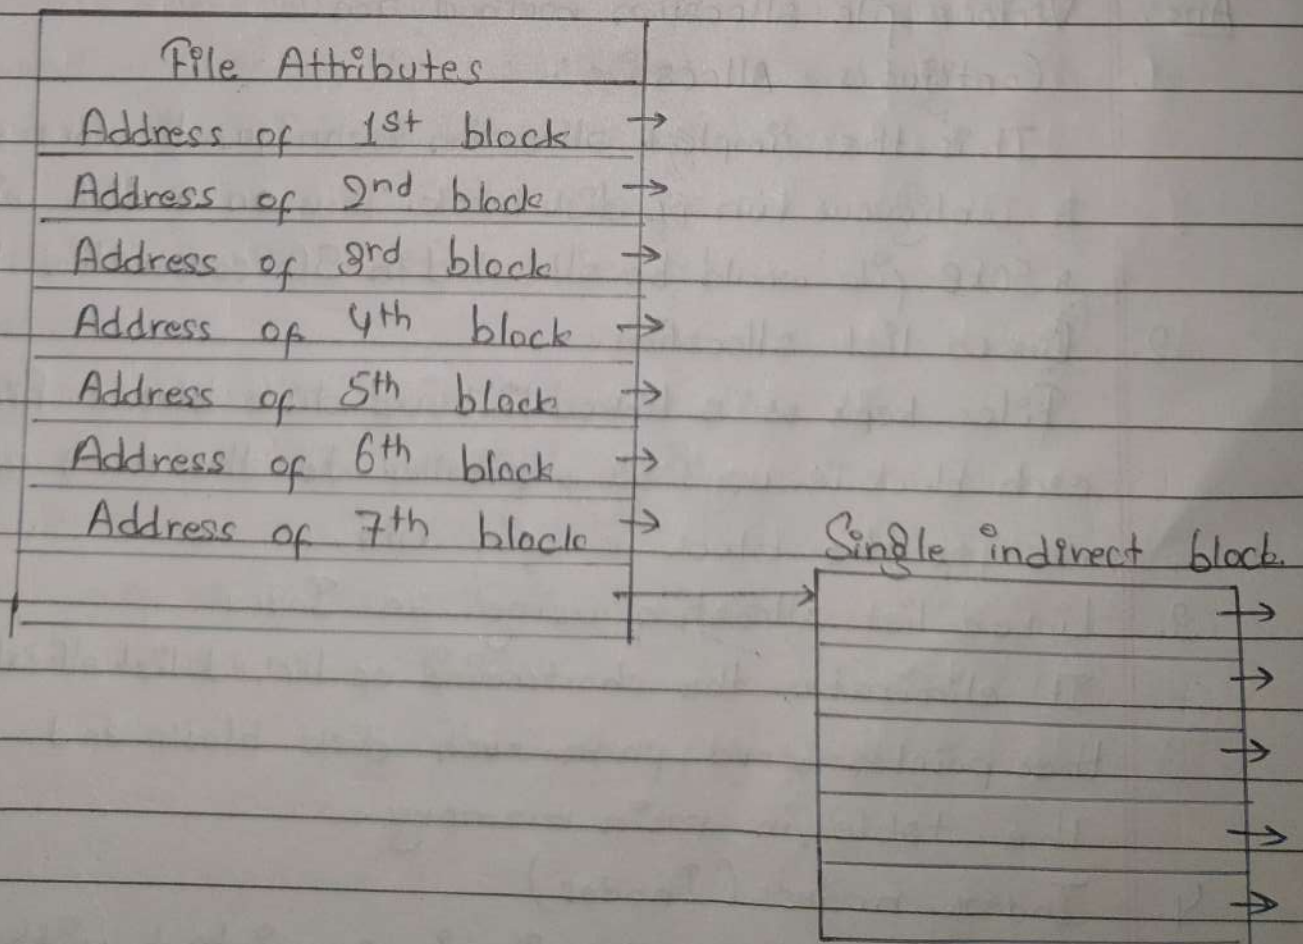 File Attributes
Address of 1st block
Address of 2nd block
Address of 3rd block
Address of 4th block
Address of 5th block
Address of 6th block
Address of 7th block
Single indirect block.